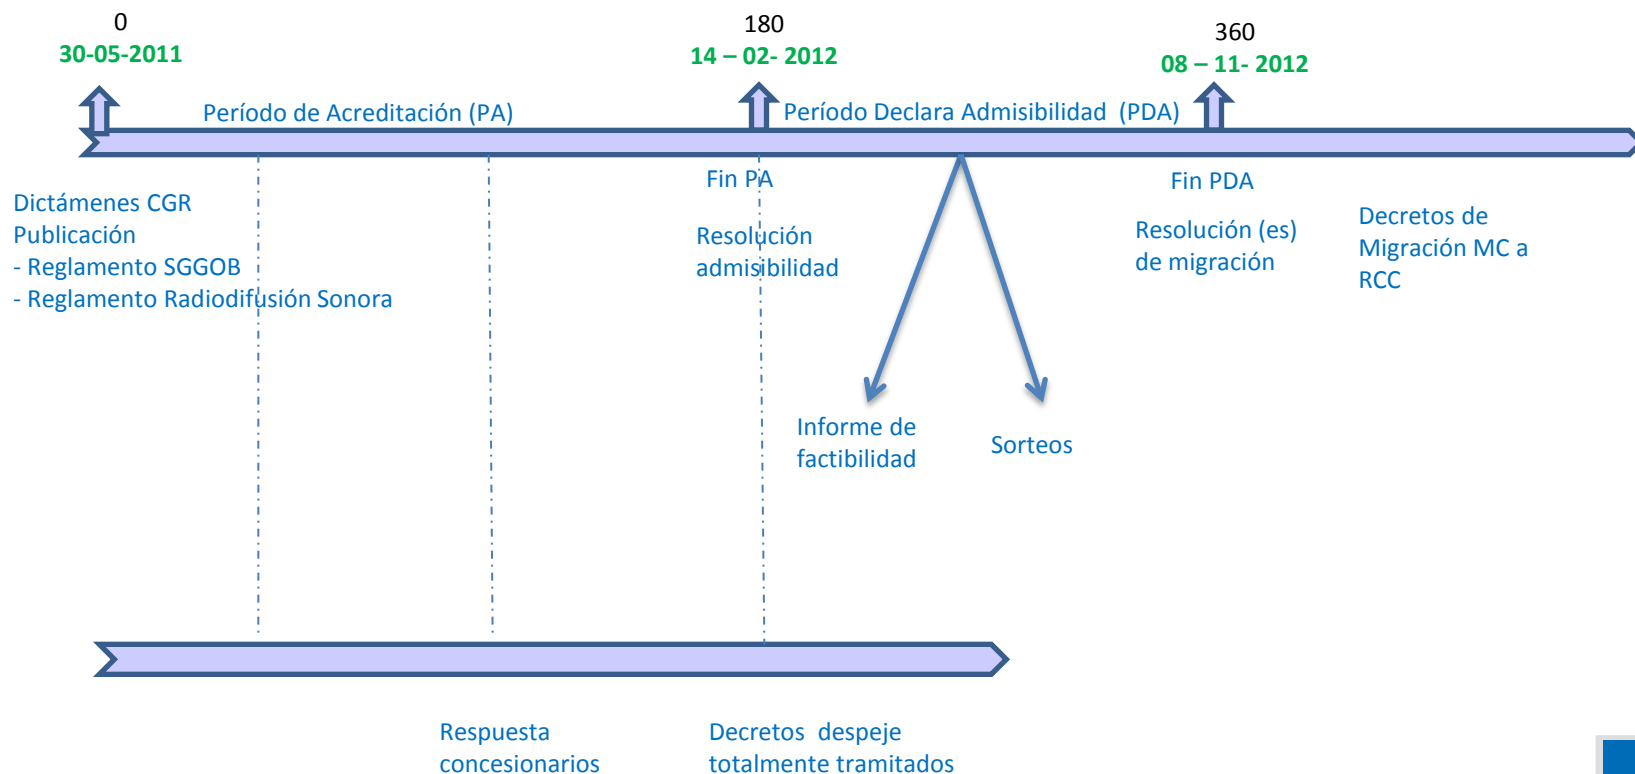 0
30-05-2011
180
14 – 02- 2012
360
08 – 11- 2012
Período de Acreditación (PA)
Período Declara Admisibilidad (PDA)
Dictámenes CGR
Publicación
- Reglamento SGGOB
- Reglamento Radiodifusión Sonora
Fin PA
Resolución
admisibilidad
Fin PDA
Resolución (es)
de migración
Decretos de
Migración MC a
RCC
Informe de
factibilidad
Sorteos
Respuesta
concesionarios
Decretos despeje
totalmente tramitados